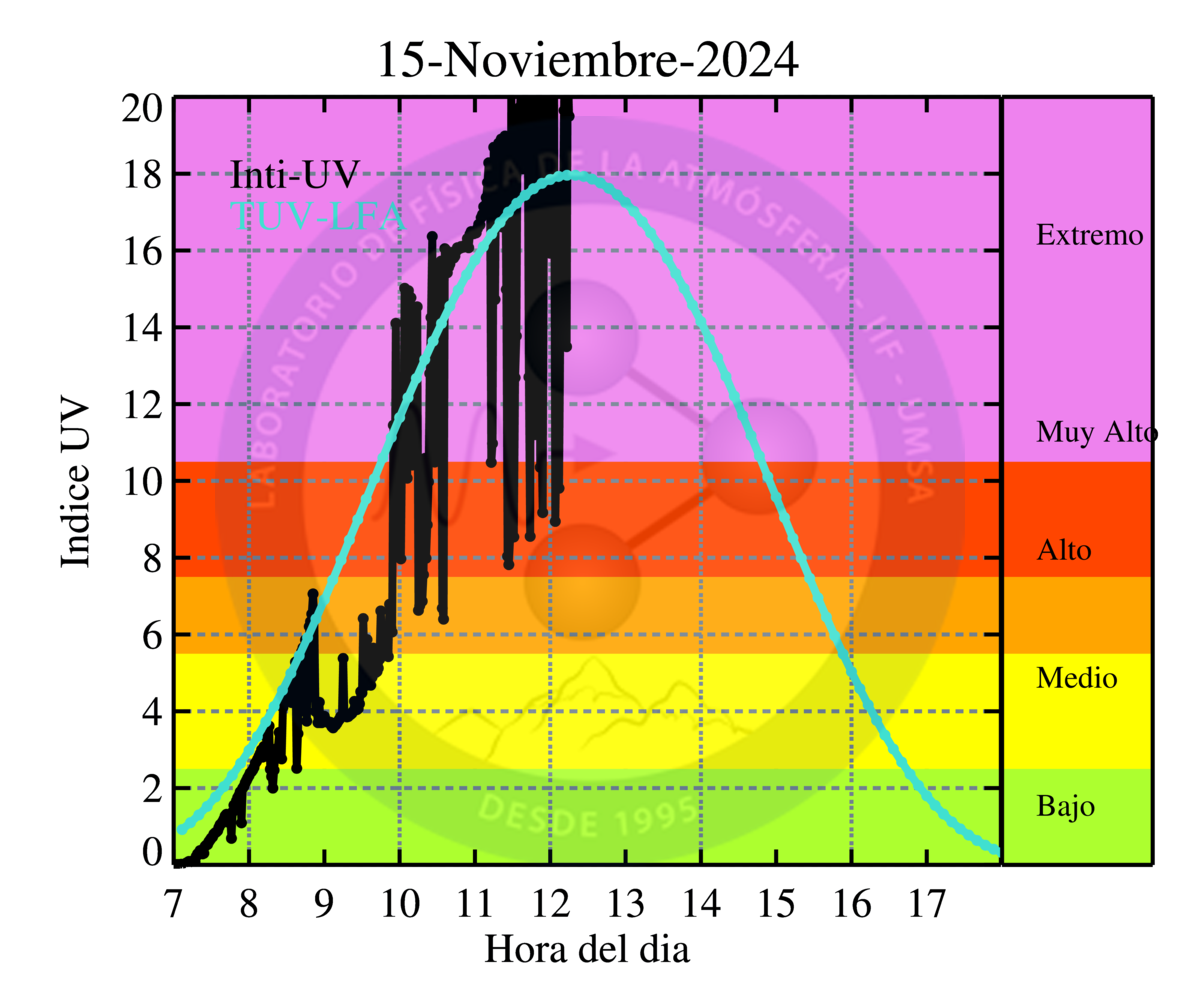 15-Noviembre-2024
20
18
16
14
12
10
8
6
4
2
0
Indice UV
Inti-UV
TUV-LFA
LABORATORIO DE FÍSICA DE LA ATMÓSFERA - IIF - UMSA
DESDE 1995
Extremo
Muy Alto
Alto
Medio
Bajo
7 8 9 10 11 12 13 14 15 16 17
Hora del dia